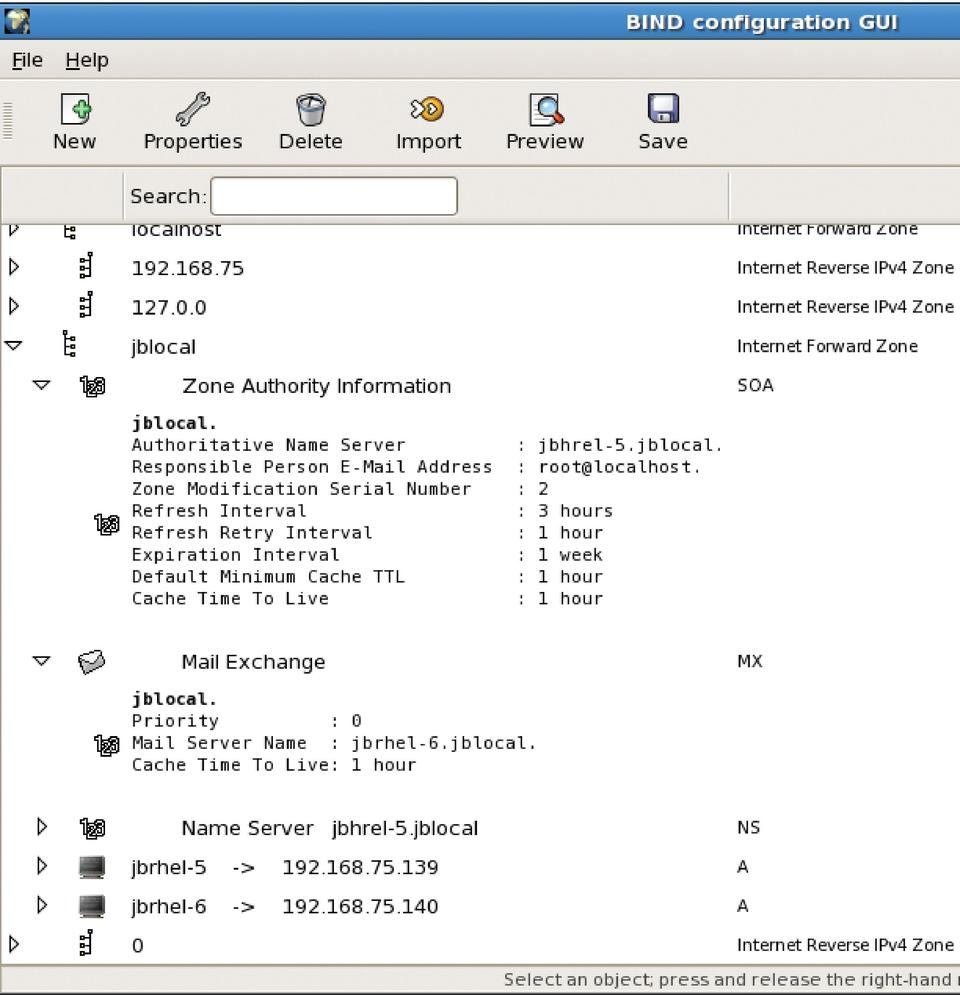 BIND configuration GUI
File Help
New Properties Delete Import Preview Save
Search:
localhost Internet Forward Zone
192.168.75 Internet Reverse IPv4 Zone
127.0.0 Internet Reverse IPv4 Zone
jblocal Internet Forward Zone
Zone Authority Information SOA
jblocal.
Authoritative Name Server : jbhrel-5.jblocal.
Responsible Person E-Mail Address : root@localhost.
Zone Modification Serial Number : 2
Refresh Interval : 3 hours
Refresh Retry Interval : 1 hour
Expiration Interval : 1 week
Default Minimum Cache TTL : 1 hour
Cache Time To Live : 1 hour
Mail Exchange MX
jblocal.
Priority : 0
Mail Server Name : jbrhel-6.jblocal.
Cache Time To Live: 1 hour
Name Server jbhrel-5.jblocal NS
jbrhel-5 -> 192.168.75.139 A
jbrhel-6 -> 192.168.75.140 A
0 Internet Reverse IPv4 Zone
Select an object; press and release the right-hand